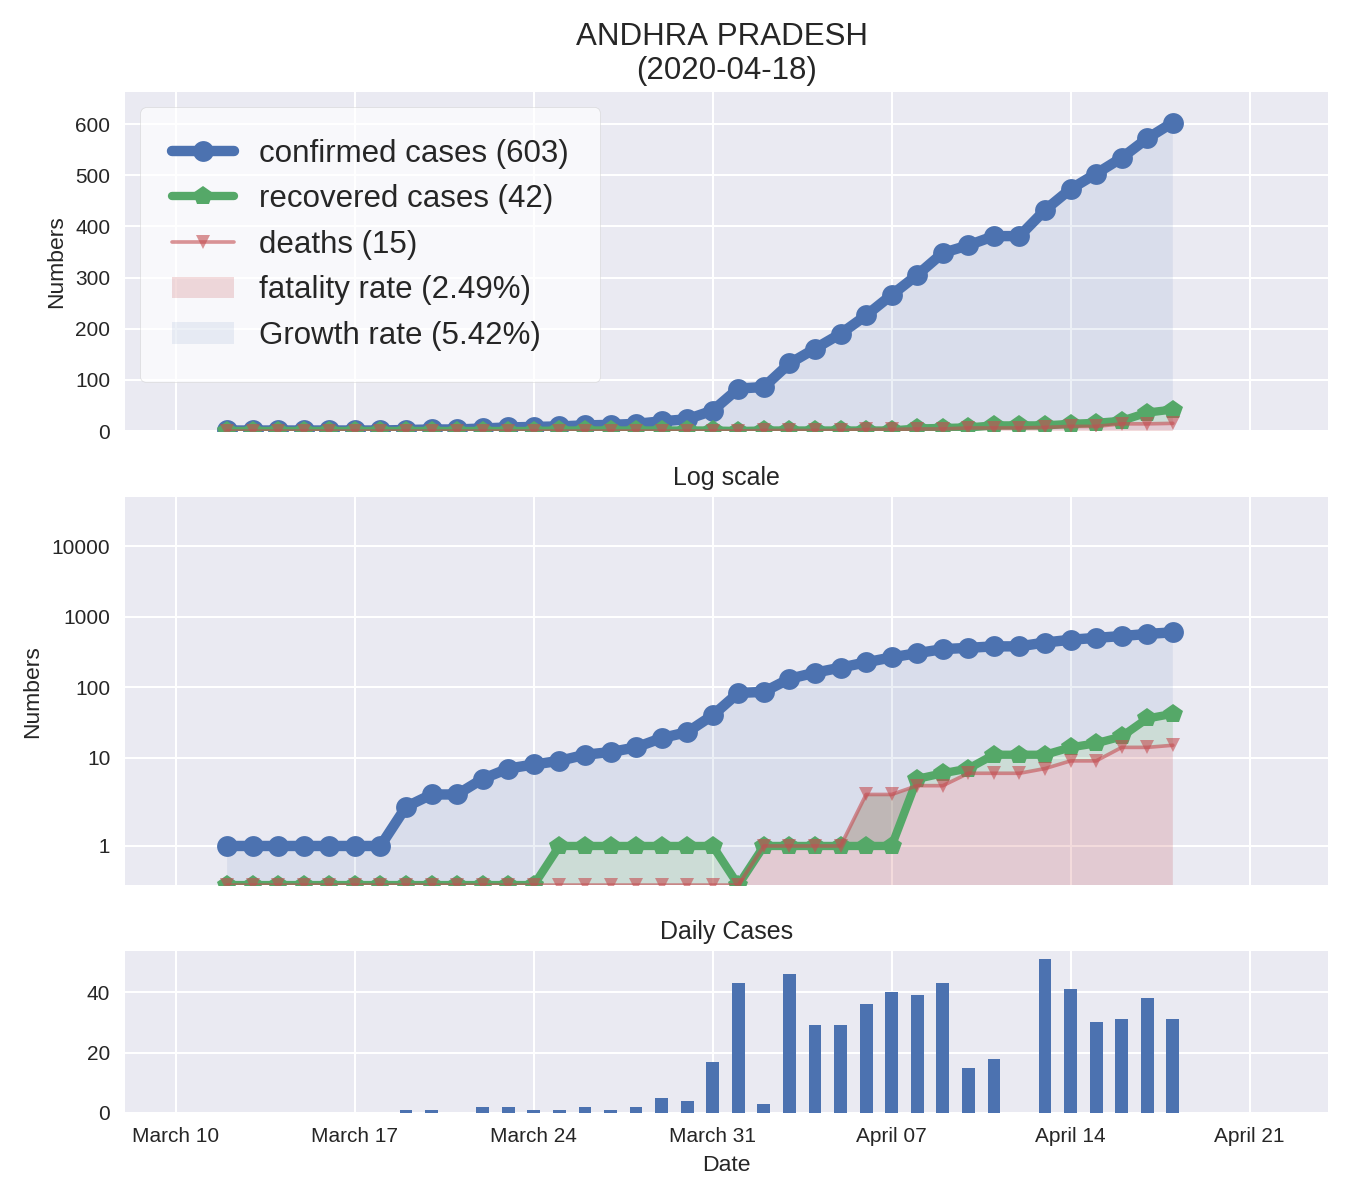 ANDHRA PRADESH
(2020-04-18)
600
500
400
300
200
100
0
Numbers
confirmed cases (603)
recovered cases (42)
deaths (15)
fatality rate (2.49%)
Growth rate (5.42%)
Log scale
10000
1000
100
10
1
Numbers
Daily Cases
40
20
0
March 10 March 17 March 24 March 31 April 07 April 14 April 21
Date